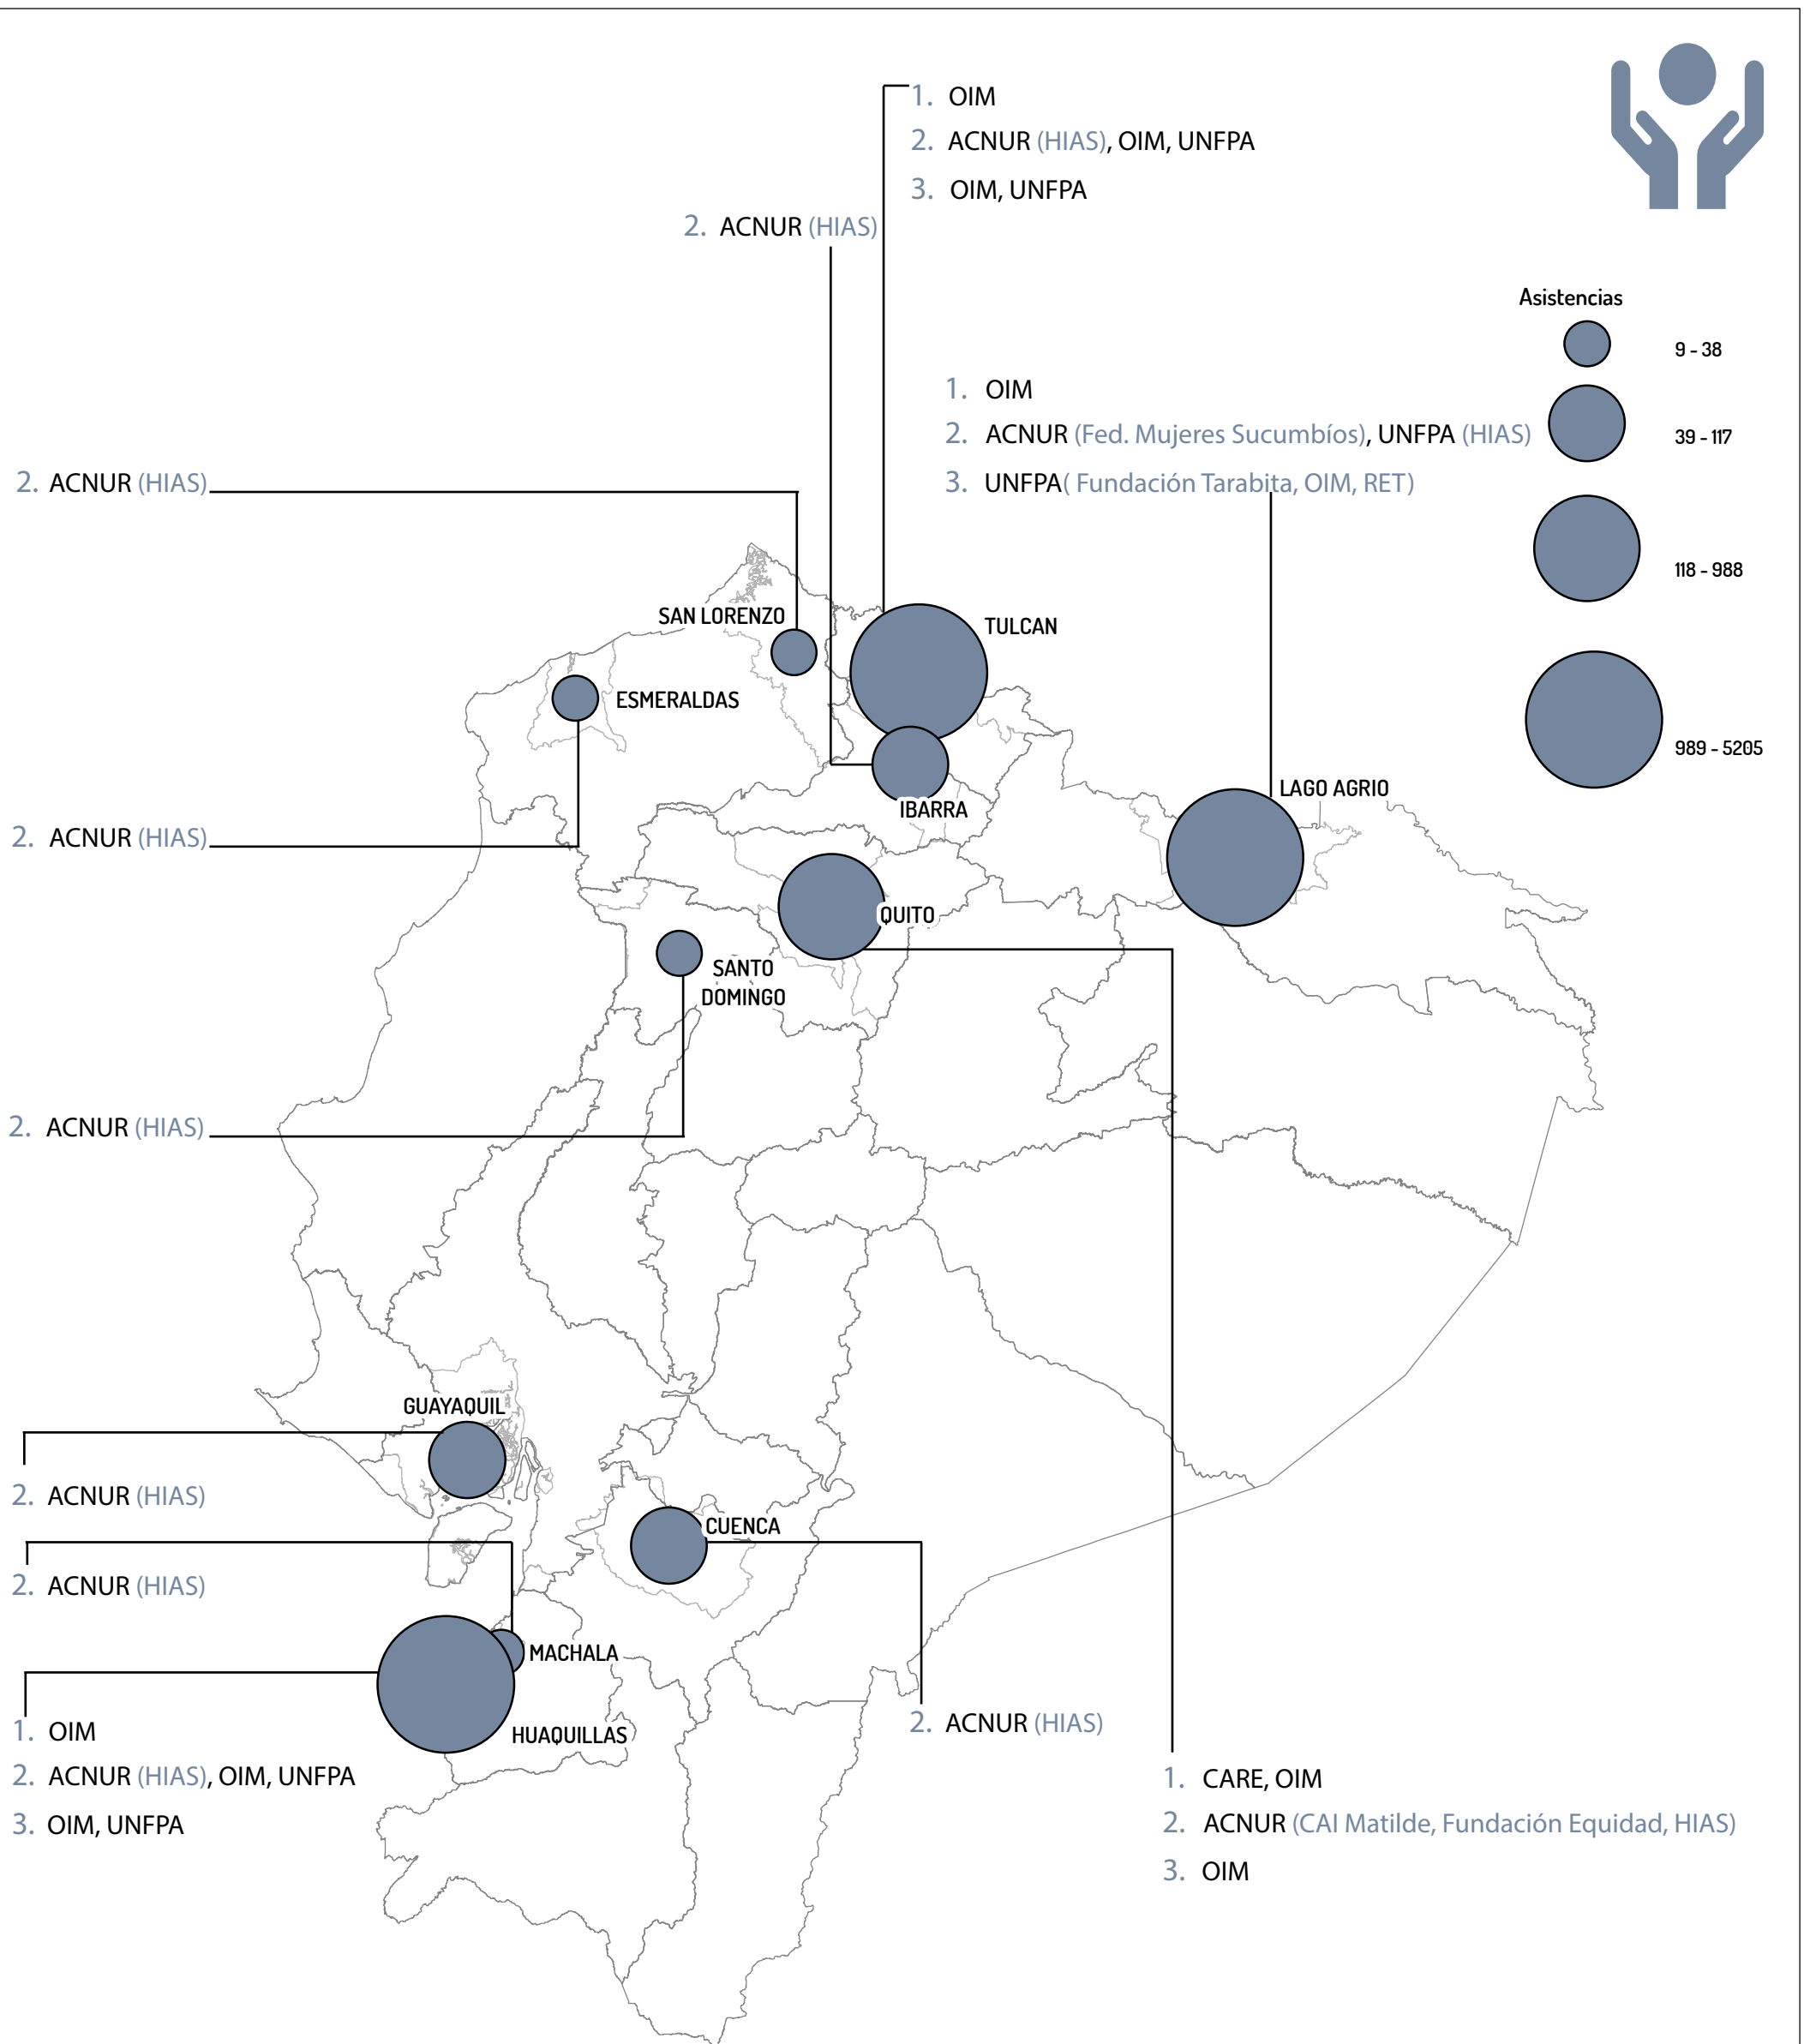 1. OIM
2. ACNUR (HIAS), OIM, UNFPA
3. OIM, UNFPA
2. ACNUR (HIAS)
Asistencias
9 - 38
39 - 117
118 - 988
989 - 5205
1. OIM
2. ACNUR (Fed. Mujeres Sucumbíos), UNFPA (HIAS)
3. UNFPA( Fundación Tarabita, OIM, RET)
2. ACNUR (HIAS)
SAN LORENZO
TULCAN
ESMERALDAS
IBARRA
LAGO AGRIO
2. ACNUR (HIAS)
QUITO
SANTO
DOMINGO
2. ACNUR (HIAS)
GUAYAQUIL
2. ACNUR (HIAS)
CUENCA
2. ACNUR (HIAS)
MACHALA
HUAQUILLAS
2. ACNUR (HIAS)
1. OIM
2. ACNUR (HIAS), OIM, UNFPA
3. OIM, UNFPA
1. CARE, OIM
2. ACNUR (CAI Matilde, Fundación Equidad, HIAS)
3. OIM